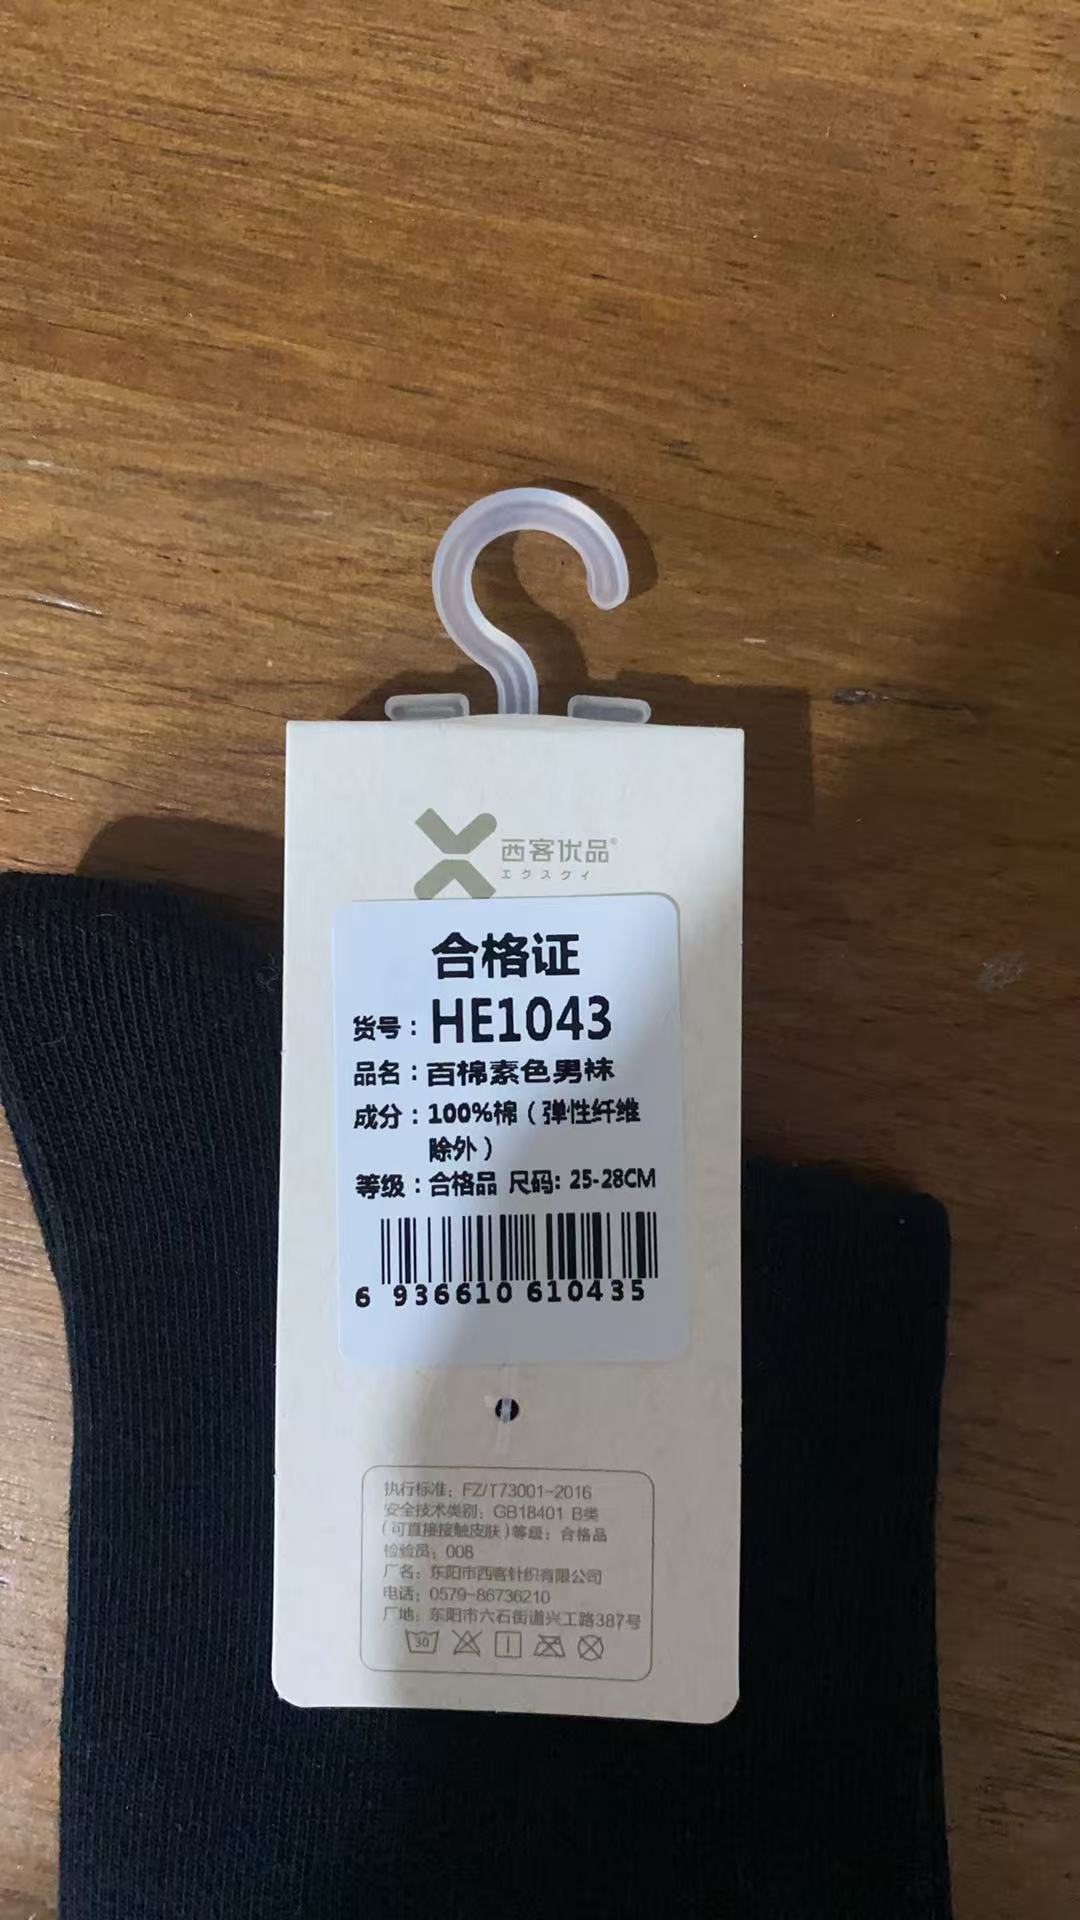 西客优品®
エクスクィ
合格证
货号：HE1043
品名：百棉素色男袜
成分：100%棉（弹性纤维
除外）
等级：合格品 尺码: 25-28CM
6 936610 610435
执行标准：FZ/T73001-2016
安全技术类别：GB18401 B类
（可直接接触皮肤）等级：合格品
检验员：008
厂名：东阳市西客针织有限公司
电话：0579-86736210
厂地：东阳市六石街道兴工路387号
30